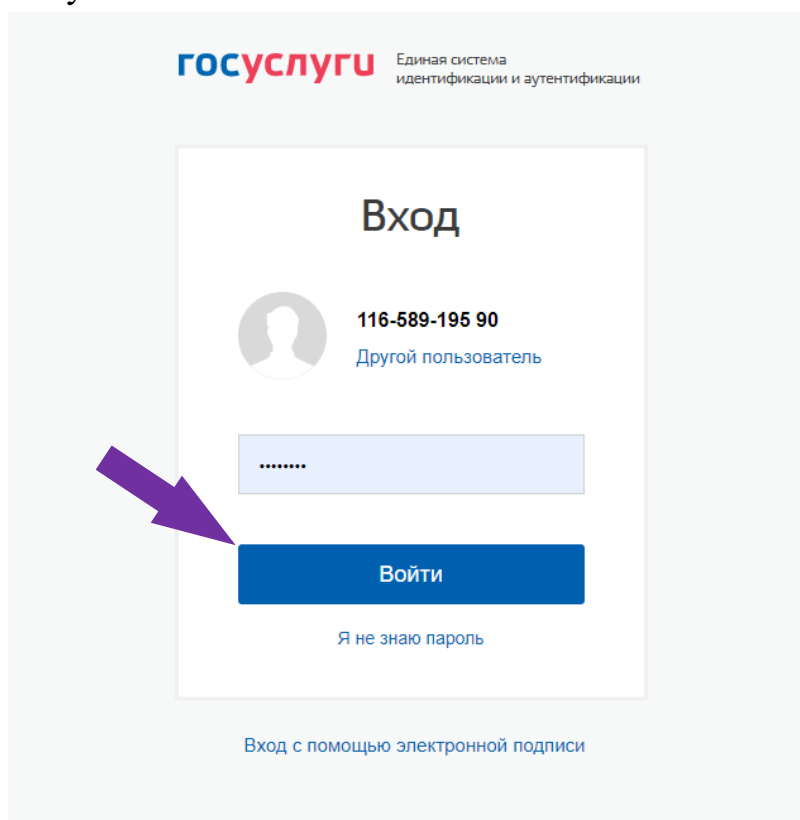 госуслуги
Единая система
идентификации и аутентификации
Вход
116-589-195 90
Другой пользователь
........
Войти
Я не знаю пароль
Вход с помощью электронной подписи